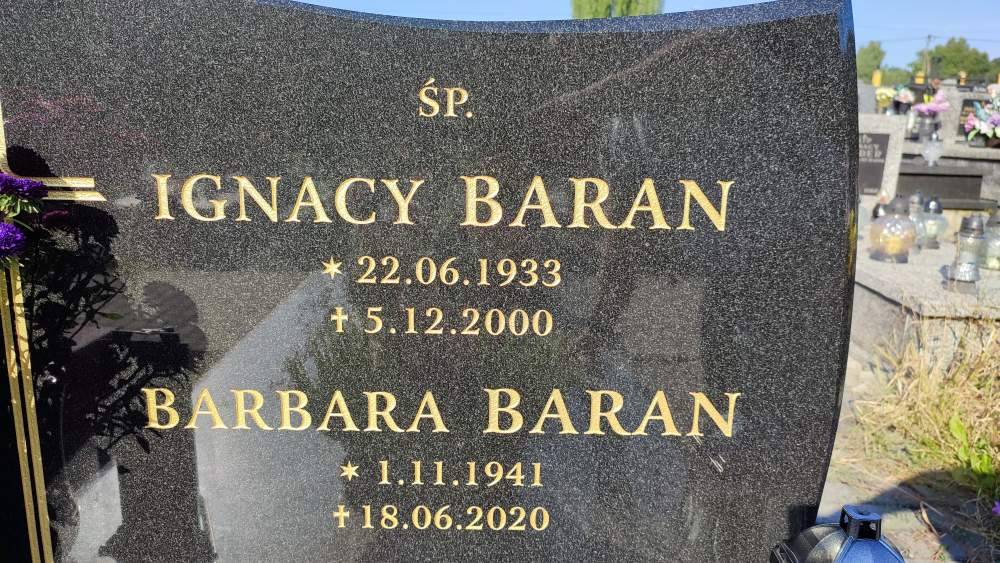 ŚP.
IGNACY BARAN
* 22.06.1933
✝ 5.12.2000
BARBARA BARAN
* 1.11.1941
✝ 18.06.2020